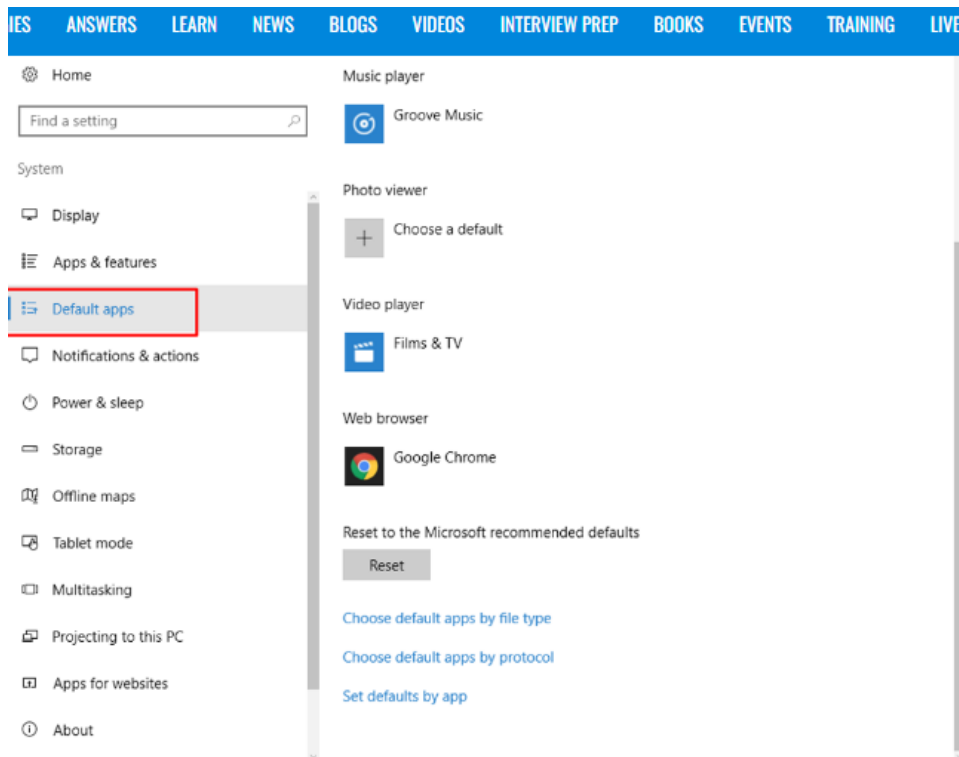 IES ANSWERS LEARN NEWS BLOGS VIDEOS INTERVIEW PREP BOOKS EVENTS TRAINING LIVE
Home
Find a setting
System
Display
Apps & features
Default apps
Notifications & actions
Power & sleep
Storage
Offline maps
Tablet mode
Multitasking
Projecting to this PC
Apps for websites
About
Music player
Groove Music
Photo viewer
Choose a default
Video player
Films & TV
Web browser
Google Chrome
Reset to the Microsoft recommended defaults
Reset
Choose default apps by file type
Choose default apps by protocol
Set defaults by app